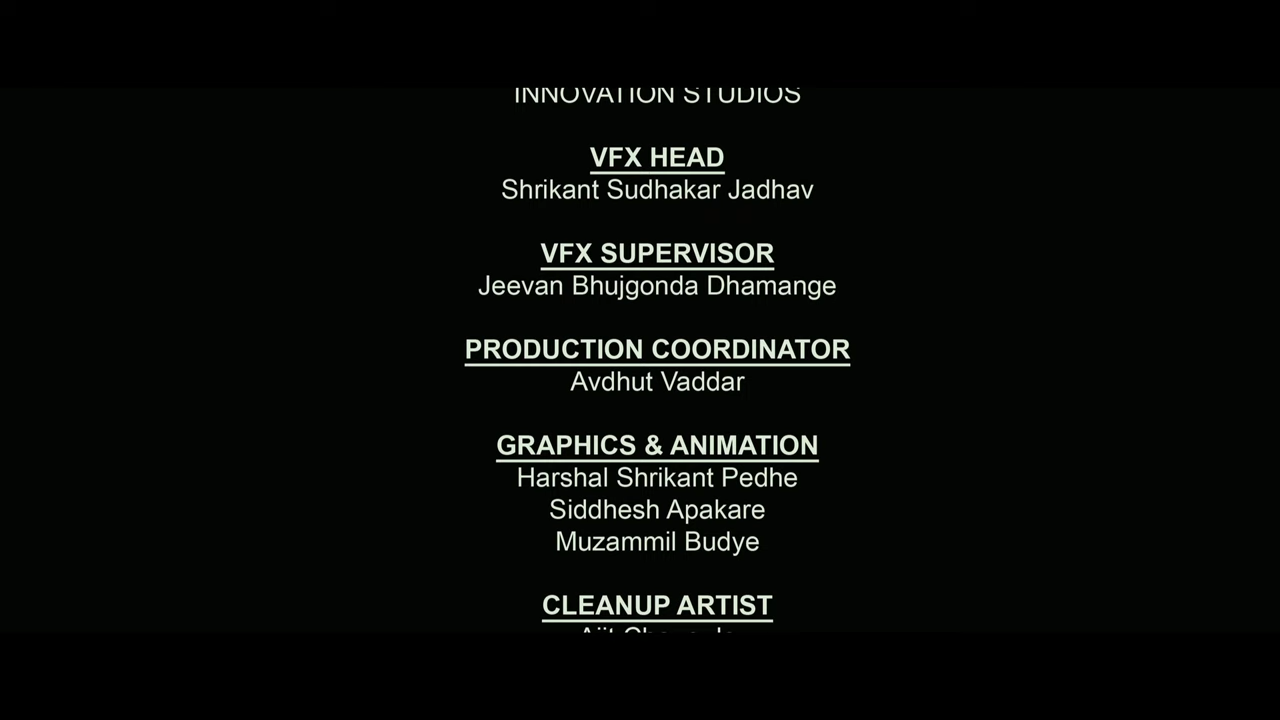 INNOVATION STUDIOS
VFX HEAD
Shrikant Sudhakar Jadhav
VFX SUPERVISOR
Jeevan Bhujgonda Dhamange
PRODUCTION COORDINATOR
Avdhut Vaddar
GRAPHICS & ANIMATION
Harshal Shrikant Pedhe
Siddhesh Apakare
Muzammil Budye
CLEANUP ARTIST